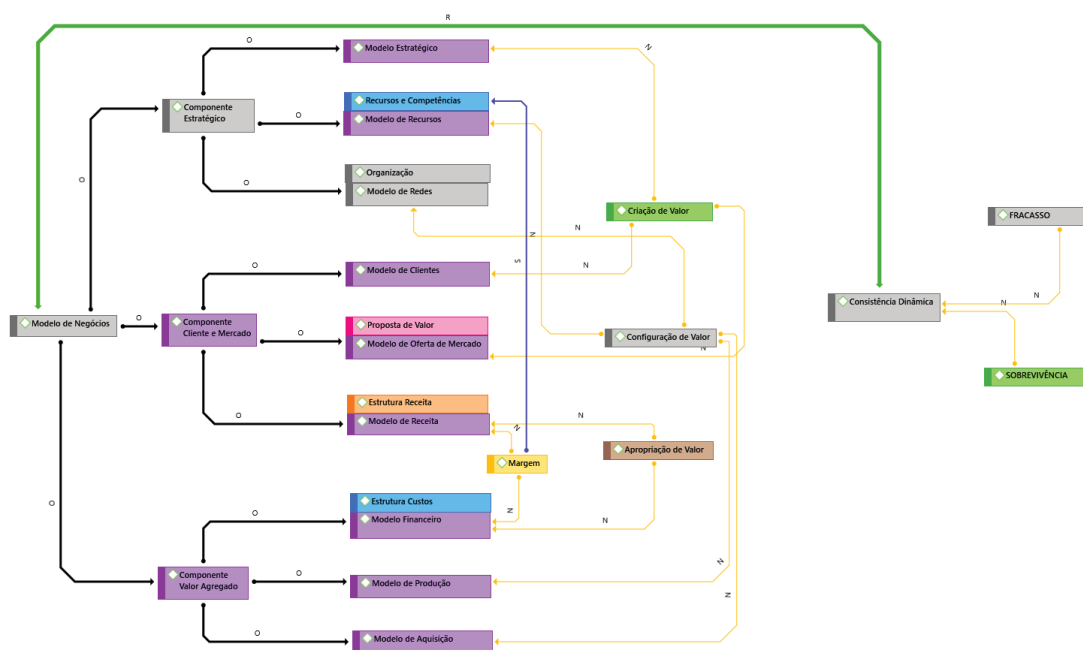 R
O
Modelo Estratégico
N
Recursos e Competências
Componente
Estratégico
O
Modelo de Recursos
Organização
Modelo de Redes
O
O
Criação de Valor
FRACASSO
N
N
S
O
Modelo de Clientes
N
N
N
Consistência Dinâmica
Modelo de Negócios
O
Componente
Cliente e Mercado
O
Proposta de Valor
Modelo de Oferta de Mercado
Configuração de Valor
N
SOBREVIVÊNCIA
O
Estrutura Receita
Modelo de Receita
N
N
Apropriação de Valor
Margem
O
Estrutura Custos
Modelo Financeiro
N
N
O
Componente
Valor Agregado
O
Modelo de Produção
N
N
O
Modelo de Aquisição